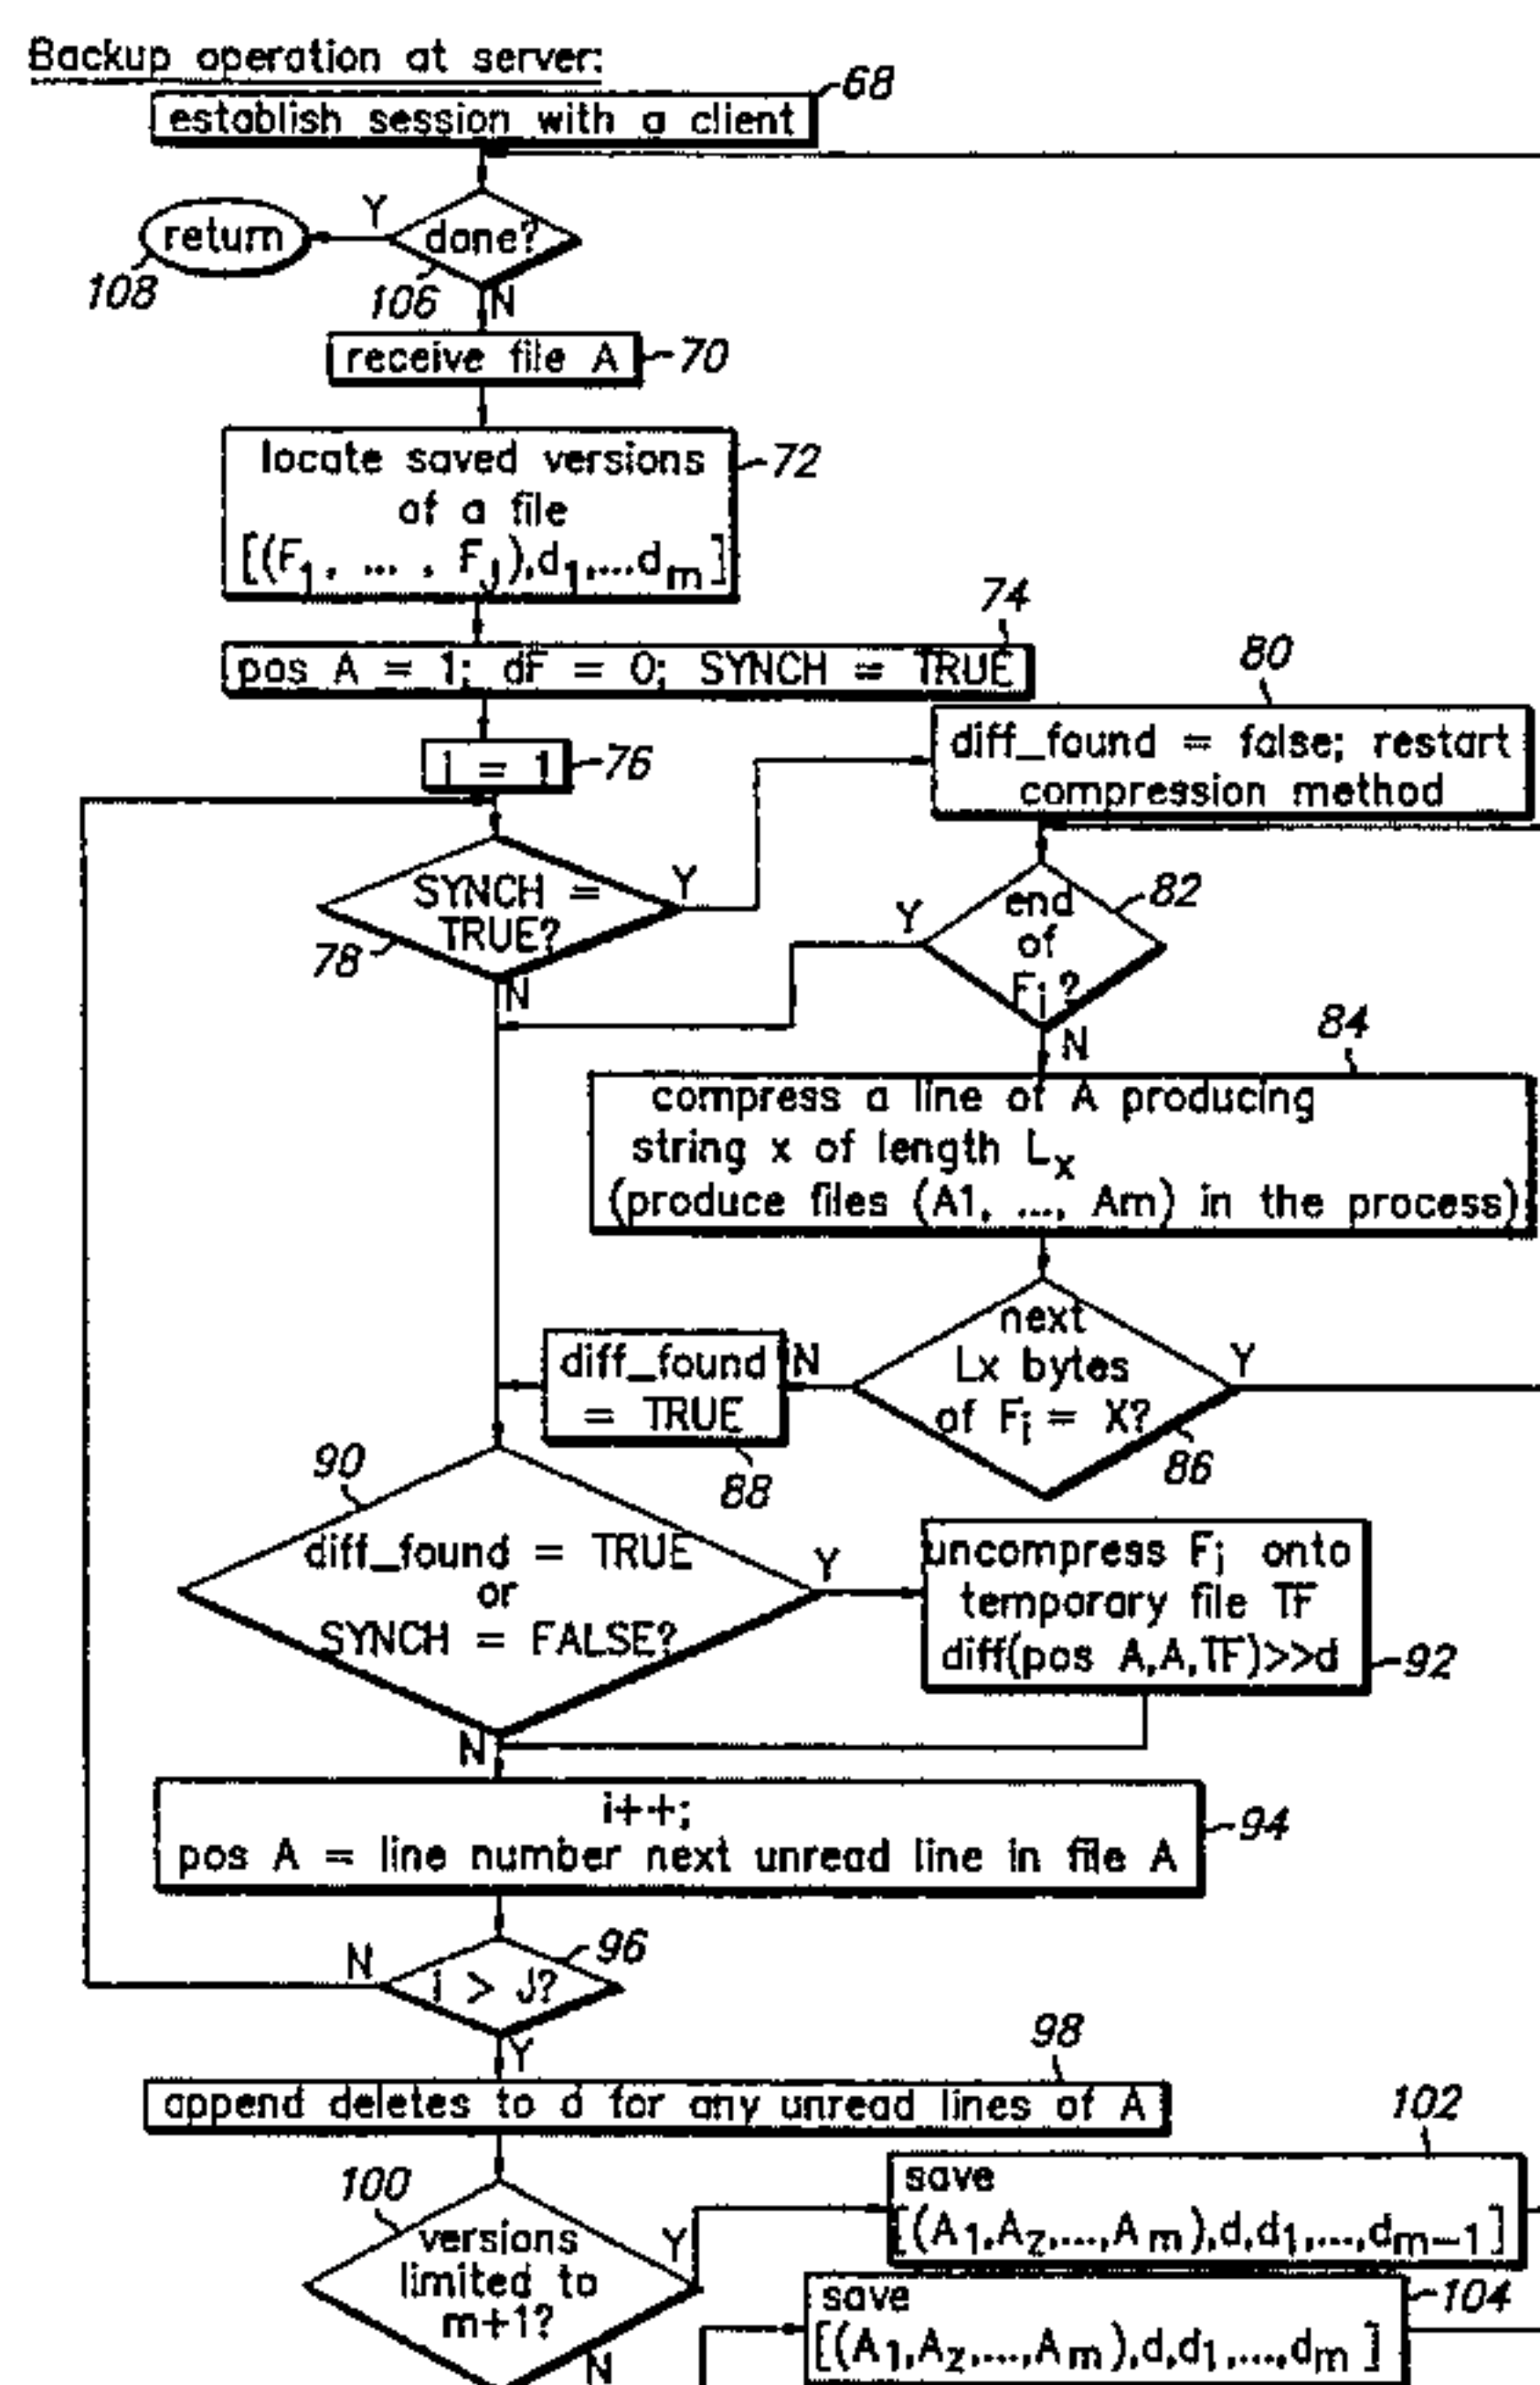 Backup operation at server:
68
establish session with a client
Y
return
done?
108
106
N
receive file A
70
locate saved versions
of a file
[(F1, ... , FJ),d1,...dm]
72
74
pos A = 1; dF = 0; SYNCH = TRUE
80
i = 1
76
diff_found = false; restart
compression method
SYNCH =
TRUE?
Y
78
N
end
of
Fi?
82
Y
N
84
compress a line of A producing
string x of length Lx
(produce files (A1, ..., Am) in the process)
next
Lx bytes
of Fi = X?
Y
86
N
diff_found
= TRUE
88
90
diff_found = TRUE
or
SYNCH = FALSE?
Y
uncompress Fj onto
temporary file TF
diff(pos A,A,TF)>>d
92
N
i++;
pos A = line number next unread line in file A
94
N
i > J?
96
Y
98
append deletes to d for any unread lines of A
100
versions
limited to
m+1?
Y
102
save
[(A1,A2,...,Am),d,d1,...,dm-1]
N
save
104
[(A1,A2,...,Am),d,d1,...,dm]